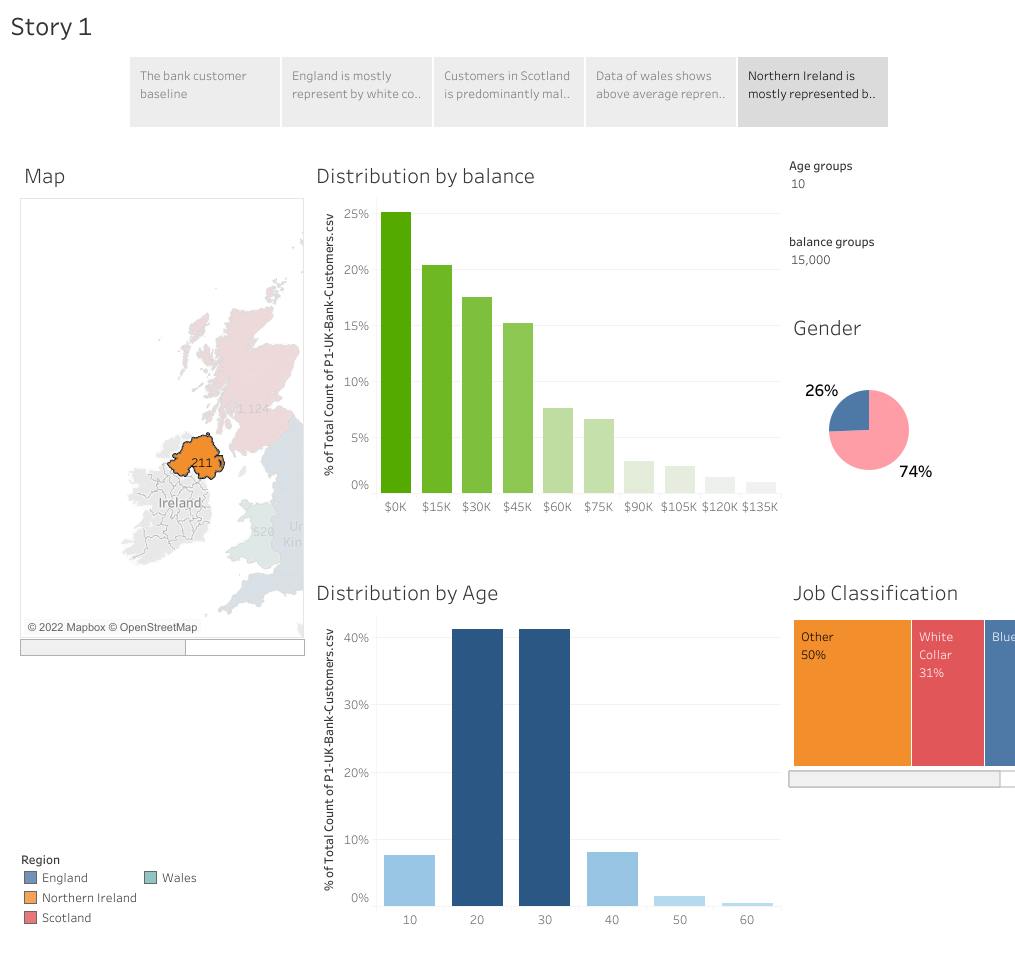 Story 1
The bank customer
baseline
England is mostly
represent by white co..
Customers in Scotland
is predominantly mal..
Data of wales shows
above average repren..
Northern Ireland is
mostly represented b..
Map
1,124
211
Ireland
520
Un
Kin
© 2022 Mapbox © OpenStreetMap
Distribution by balance
% of Total Count of P1-UK-Bank-Customers.csv
25%
20%
15%
10%
5%
0%
$0K $15K $30K $45K $60K $75K $90K $105K $120K $135K
Age groups
10
balance groups
15,000
Gender
26%
74%
Distribution by Age
% of Total Count of P1-UK-Bank-Customers.csv
40%
30%
20%
10%
0%
10 20 30 40 50 60
Job Classification
Other
50%
White
Collar
31%
Blue
Region
England
Wales
Northern Ireland
Scotland